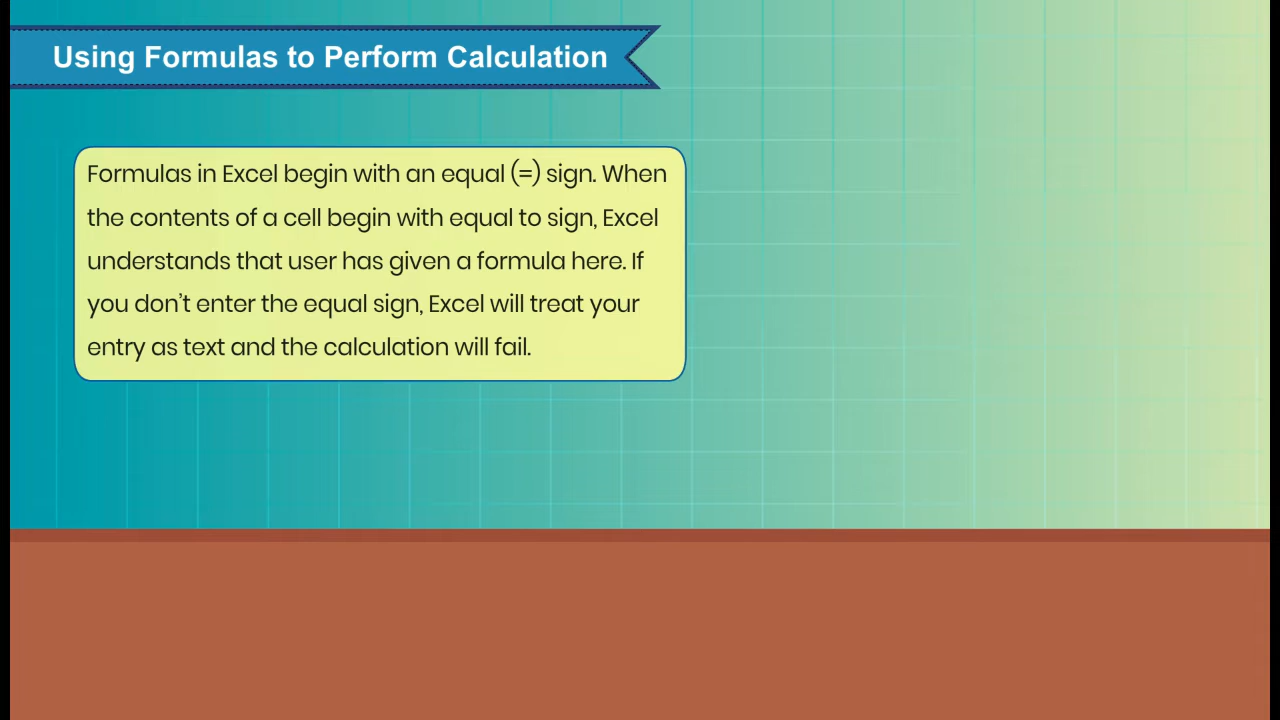 Using Formulas to Perform Calculation
Formulas in Excel begin with an equal (=) sign. When
the contents of a cell begin with equal to sign, Excel
understands that user has given a formula here. If
you don’t enter the equal sign, Excel will treat your
entry as text and the calculation will fail.